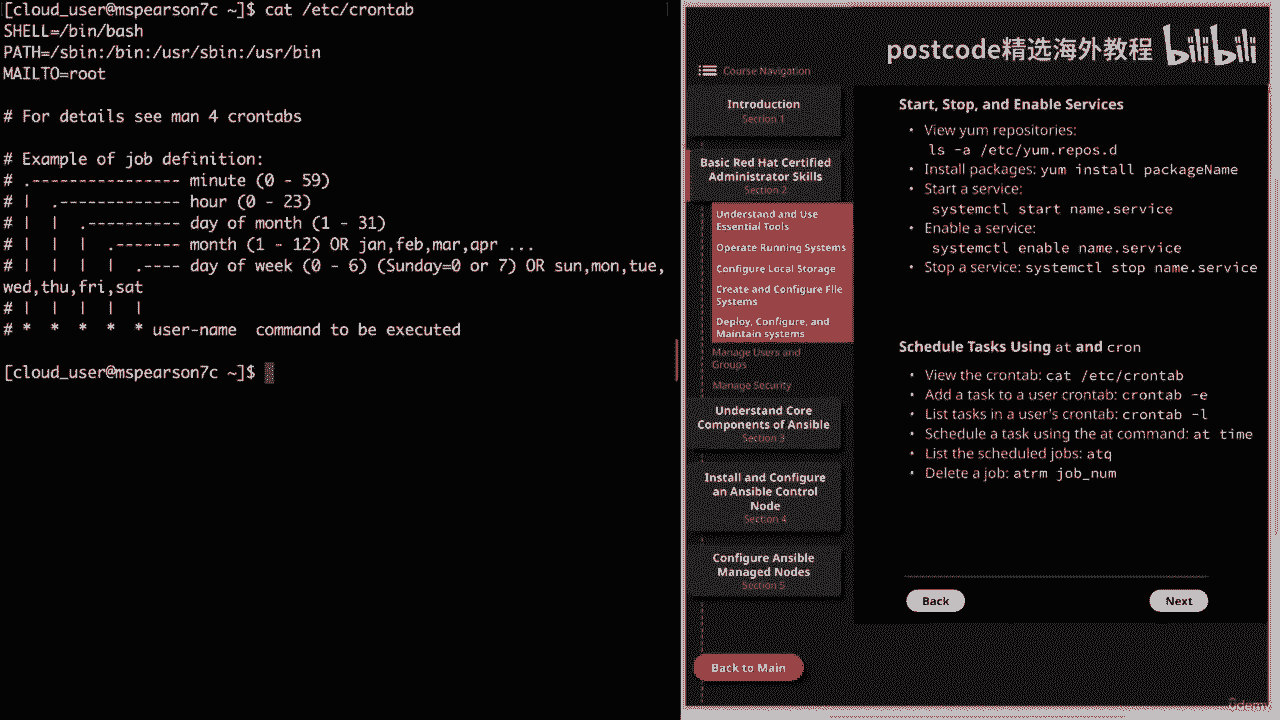 [cloud_user@mspearson7c ~]$ cat /etc/crontab
SHELL=/bin/bash
PATH=/sbin:/bin:/usr/sbin:/usr/bin
MAILTO=root
# For details see man 4 crontabs
# Example of job definition:
# .---------------- minute (0 - 59)
# |  .------------- hour (0 - 23)
# |  |  .---------- day of month (1 - 31)
# |  |  |  .------- month (1 - 12) OR jan,feb,mar,apr ...
# |  |  |  |  .---- day of week (0 - 6) (Sunday=0 or 7) OR sun,mon,tue,
wed,thu,fri,sat
# |  |  |  |  |
# *  *  *  *  * user-name  command to be executed
[cloud_user@mspearson7c ~]$
postcode精选海外教程 bilibili
Course Navigation
Introduction
Section 1
Basic Red Hat Certified
Administrator Skills
Section 2
Understand and Use
Essential Tools
Operate Running Systems
Configure Local Storage
Create and Configure File
Systems
Deploy, Configure, and
Maintain systems
Manage Users and
Groups
Manage Security
Understand Core
Components of Ansible
Section 3
Install and Configure
an Ansible Control
Node
Section 4
Configure Ansible
Managed Nodes
Section 5
Back to Main
Start, Stop, and Enable Services
• View yum repositories:
ls -a /etc/yum.repos.d
• Install packages: yum install packageName
• Start a service:
systemctl start name.service
• Enable a service:
systemctl enable name.service
• Stop a service: systemctl stop name.service
Schedule Tasks Using at and cron
• View the crontab: cat /etc/crontab
• Add a task to a user crontab: crontab -e
• List tasks in a user's crontab: crontab -l
• Schedule a task using the at command: at time
• List the scheduled jobs: atq
• Delete a job: atrm job_num
Back
Next
Udemy